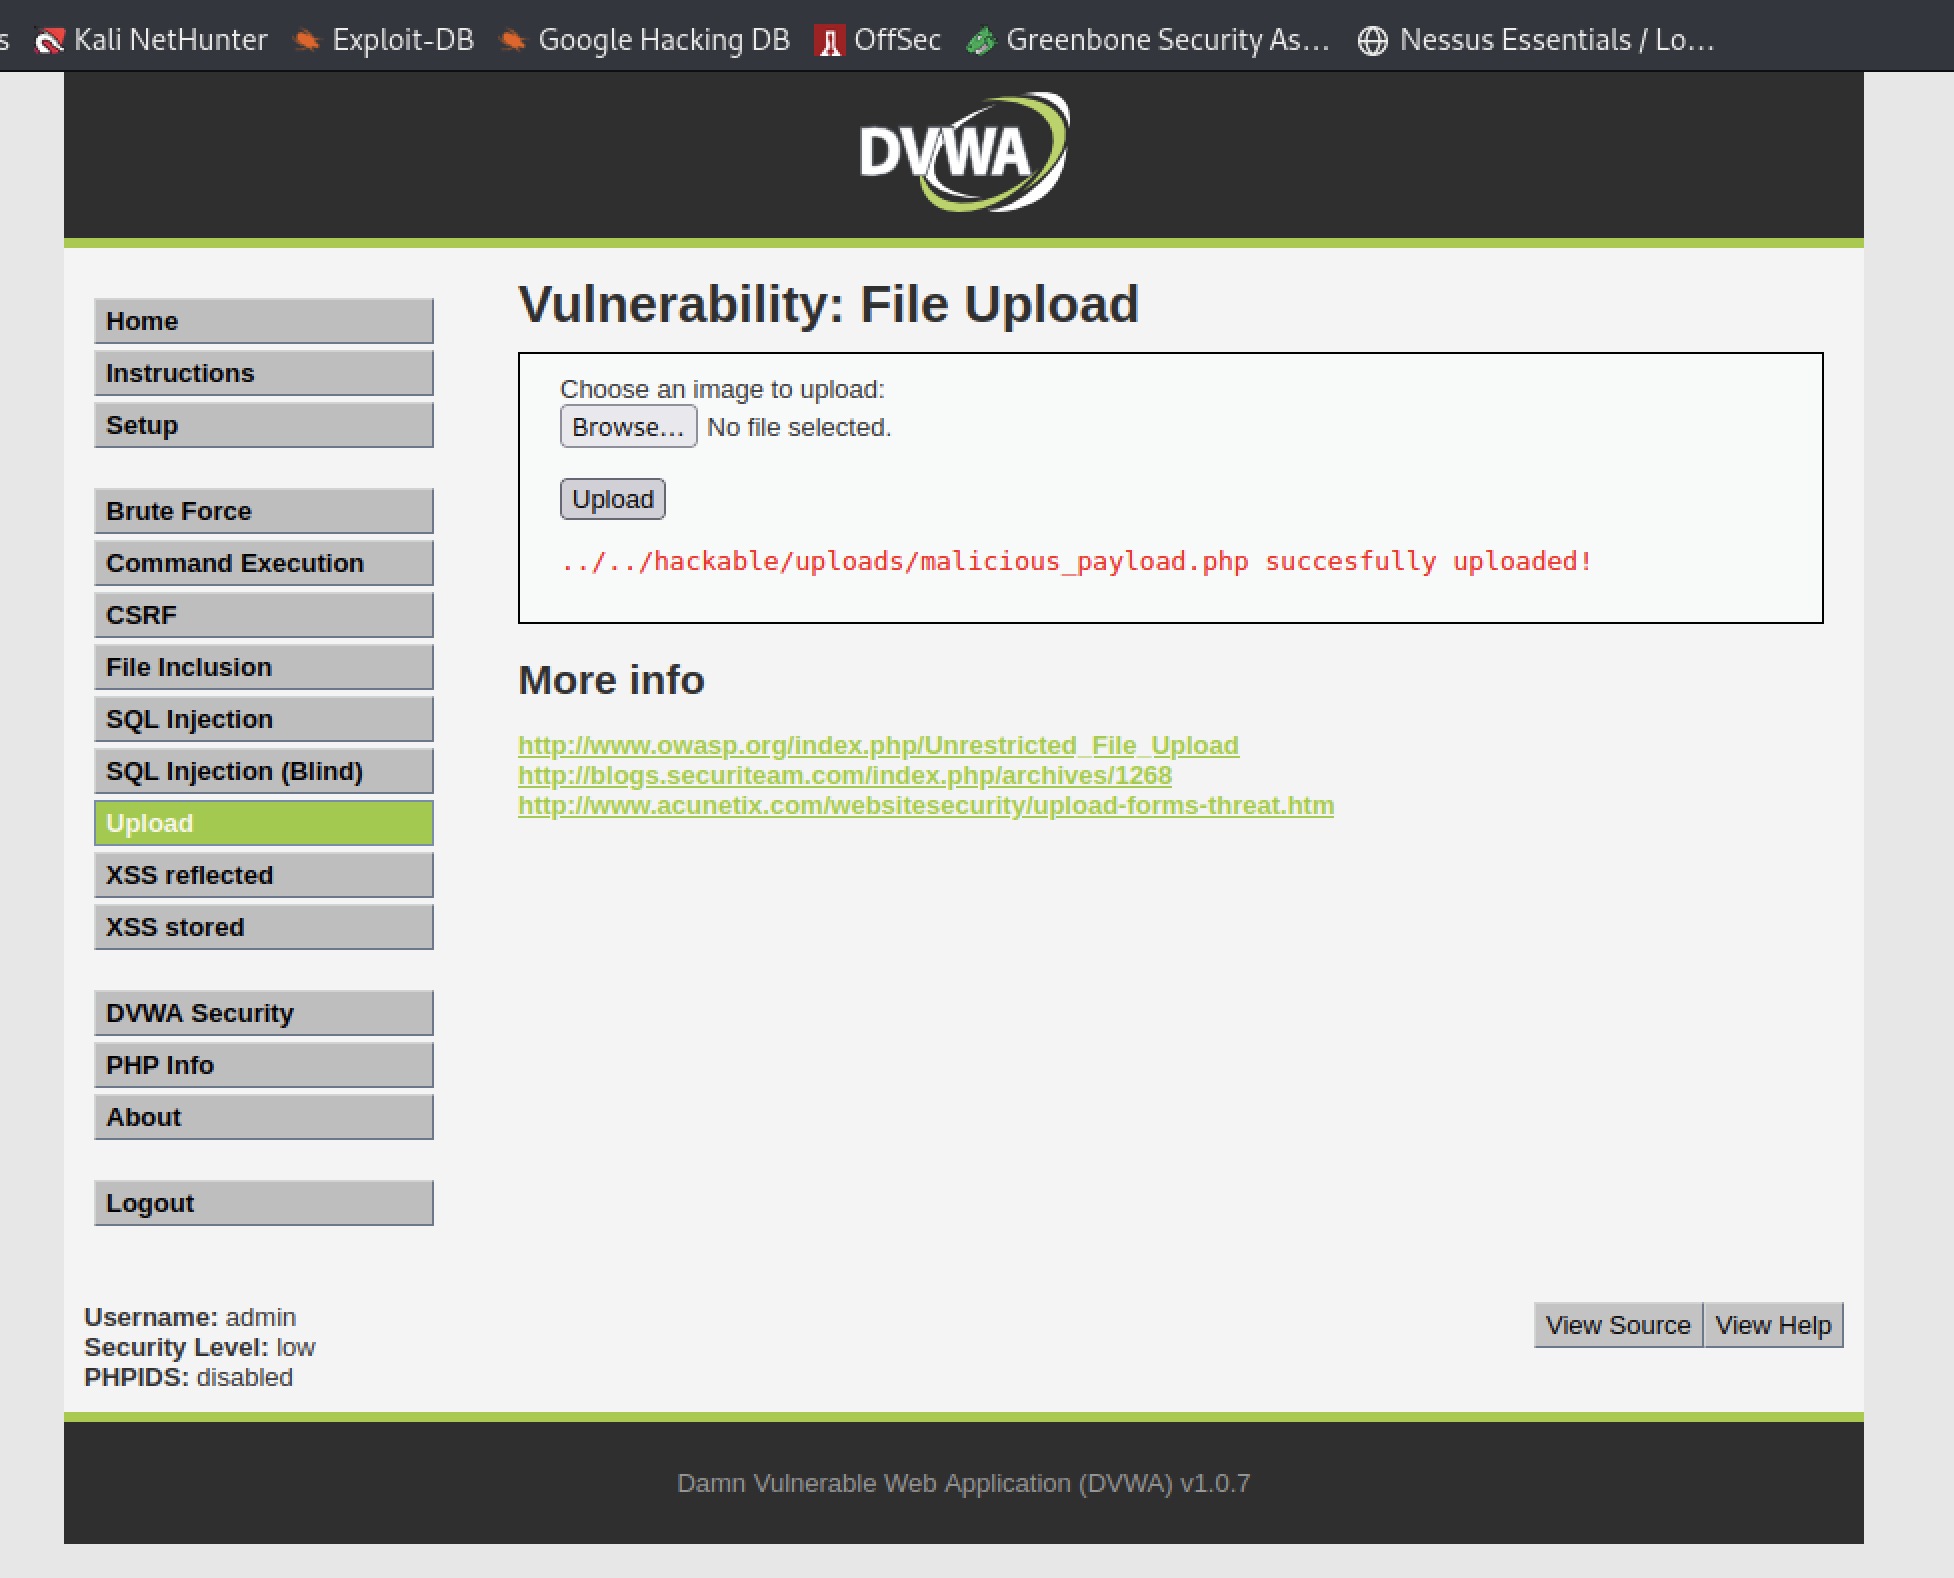 s Kali NetHunter Exploit-DB Google Hacking DB OffSec Greenbone Security As… Nessus Essentials / Lo…
DVWA
Home
Instructions
Setup
Brute Force
Command Execution
CSRF
File Inclusion
SQL Injection
SQL Injection (Blind)
Upload
XSS reflected
XSS stored
DVWA Security
PHP Info
About
Logout
Vulnerability: File Upload
Choose an image to upload:
Browse… No file selected.
Upload
../../hackable/uploads/malicious_payload.php succesfully uploaded!
More info
http://www.owasp.org/index.php/Unrestricted_File_Upload
http://blogs.securiteam.com/index.php/archives/1268
http://www.acunetix.com/websitesecurity/upload-forms-threat.htm
Username: admin
Security Level: low
PHPIDS: disabled
View Source View Help
Damn Vulnerable Web Application (DVWA) v1.0.7